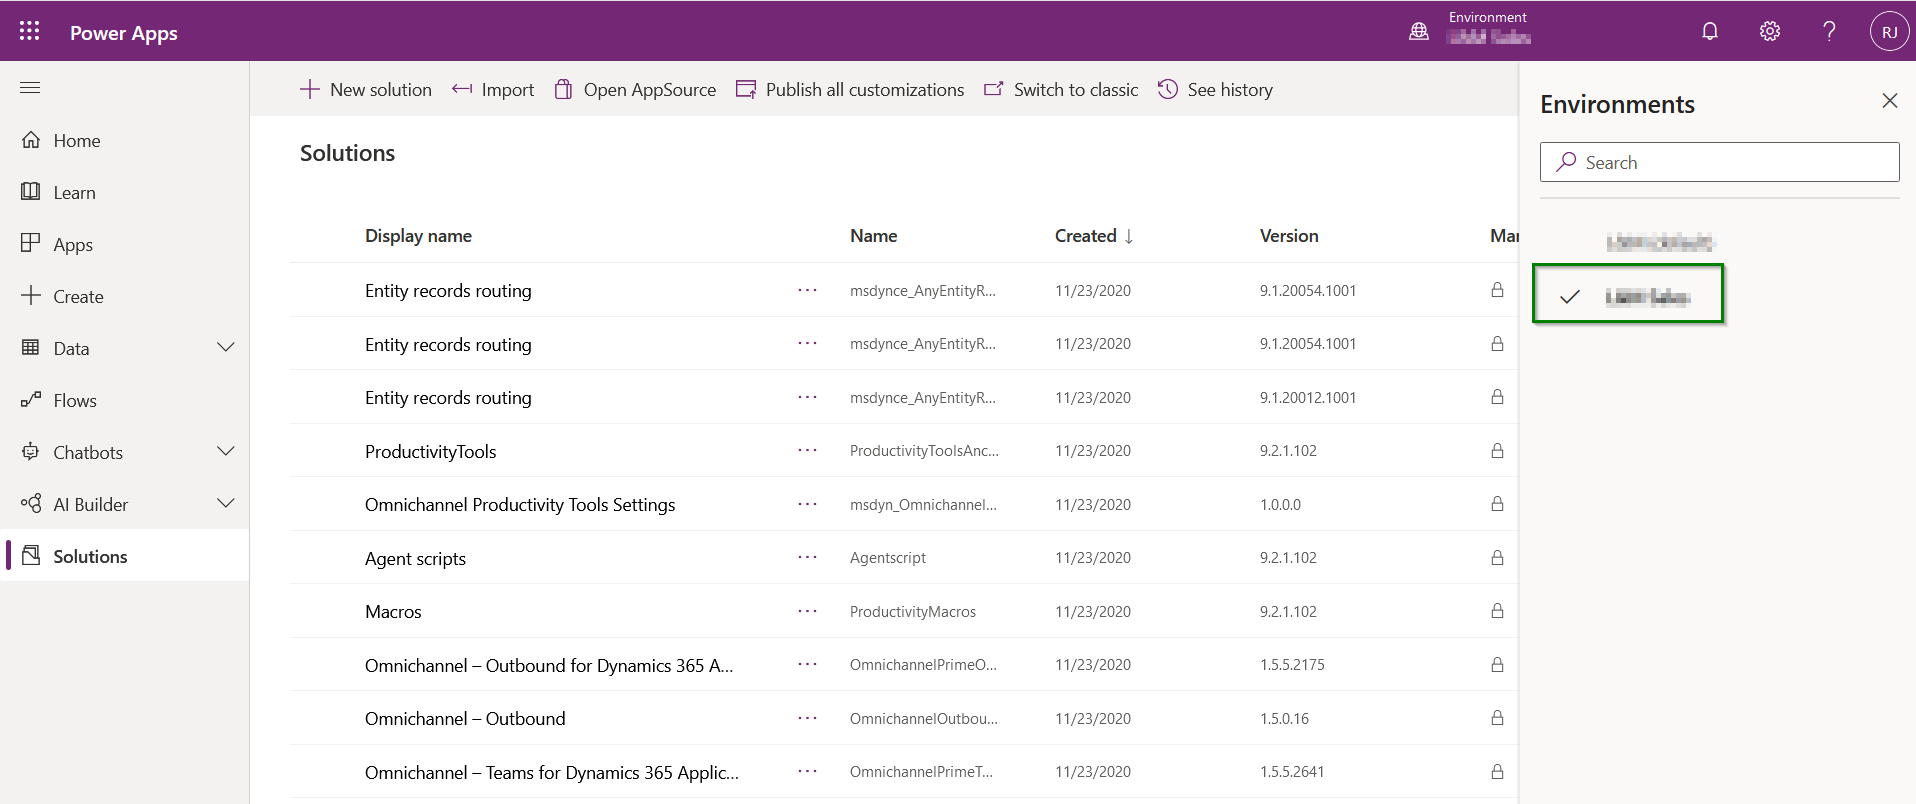 Power Apps
Environment
RJ
New solution
Import
Open AppSource
Publish all customizations
Switch to classic
See history
Home
Learn
Apps
Create
Data
Flows
Chatbots
AI Builder
Solutions
Solutions
Display name Name Created ↓ Version Mar
Entity records routing ... msdynce_AnyEntityR... 11/23/2020 9.1.20054.1001
Entity records routing ... msdynce_AnyEntityR... 11/23/2020 9.1.20054.1001
Entity records routing ... msdynce_AnyEntityR... 11/23/2020 9.1.20012.1001
ProductivityTools ... ProductivityToolsAnc... 11/23/2020 9.2.1.102
Omnichannel Productivity Tools Settings ... msdyn_Omnichannel... 11/23/2020 1.0.0.0
Agent scripts ... Agentscript 11/23/2020 9.2.1.102
Macros ... ProductivityMacros 11/23/2020 9.2.1.102
Omnichannel – Outbound for Dynamics 365 A... ... OmnichannelPrimeO... 11/23/2020 1.5.5.2175
Omnichannel – Outbound ... OmnichannelOutbou... 11/23/2020 1.5.0.16
Omnichannel – Teams for Dynamics 365 Applic... ... OmnichannelPrimeT... 11/23/2020 1.5.5.2641
Environments
Search